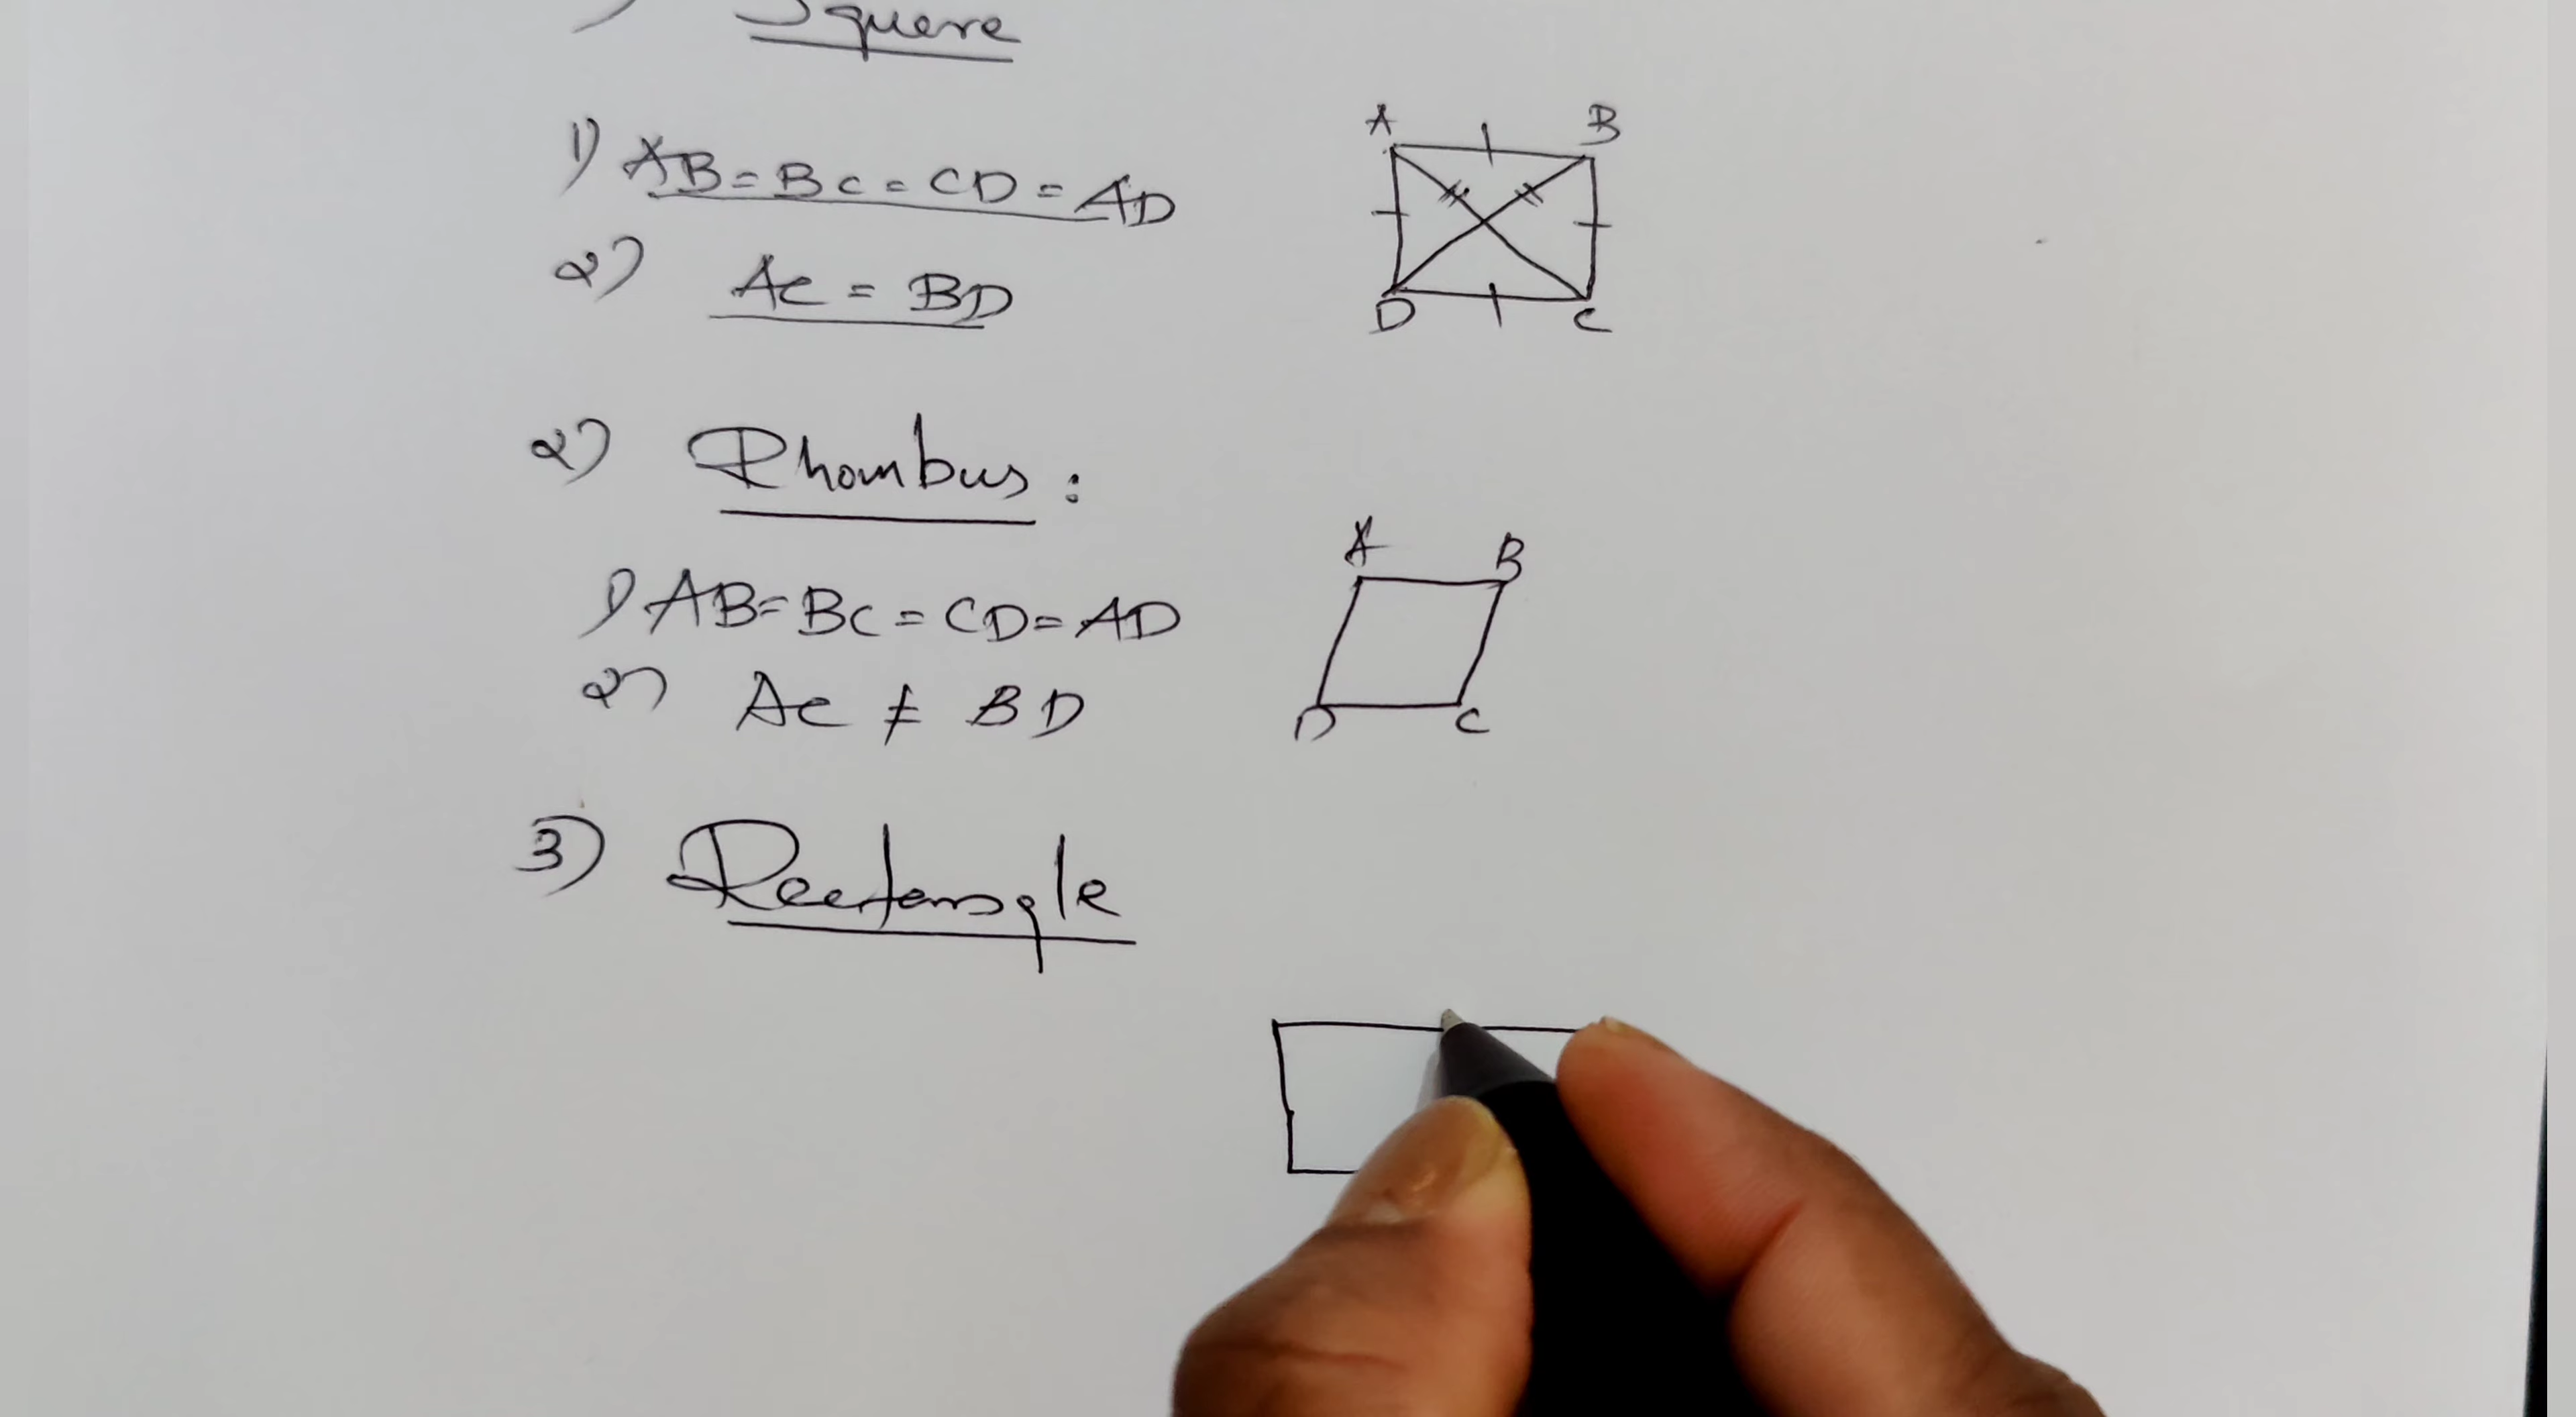 Square
1) AB = BC = CD = AD
A B
2) AC = BD
D C
2) Rhombus :
A B
1) AB = BC = CD = AD
2) AC ≠ BD
D C
3) Rectangle